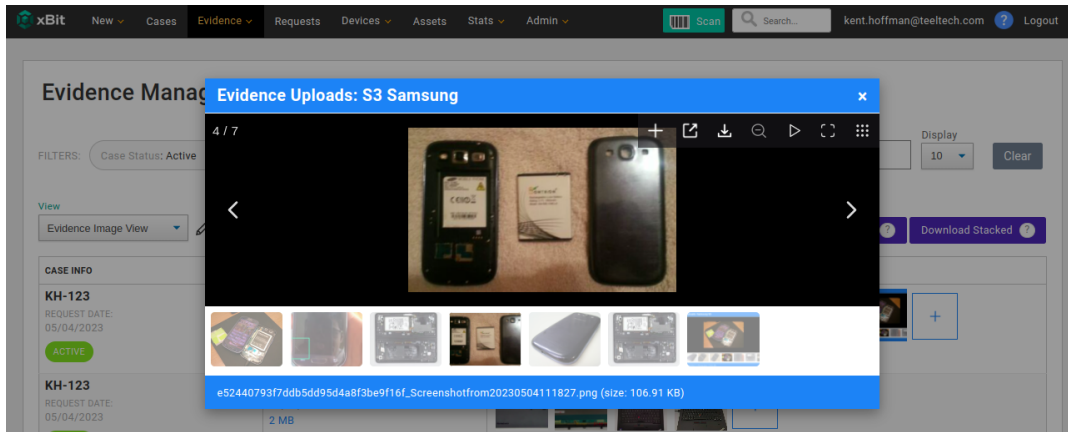 xBit New Cases Evidence Requests Devices Assets Stats Admin Scan Search... kent.hoffman@teeltech.com ? Logout
Evidence Manag
Evidence Uploads: S3 Samsung ×
4 / 7
FILTERS: Case Status: Active
Display
10
Clear
View
Evidence Image View
? Download Stacked ?
CASE INFO
KH-123
REQUEST DATE:
05/04/2023
ACTIVE
+
KH-123
REQUEST DATE:
05/04/2023
2 MB
e52440793f7ddb5dd95d4a8f3be9f16f_Screenshotfrom20230504111827.png (size: 106.91 KB)